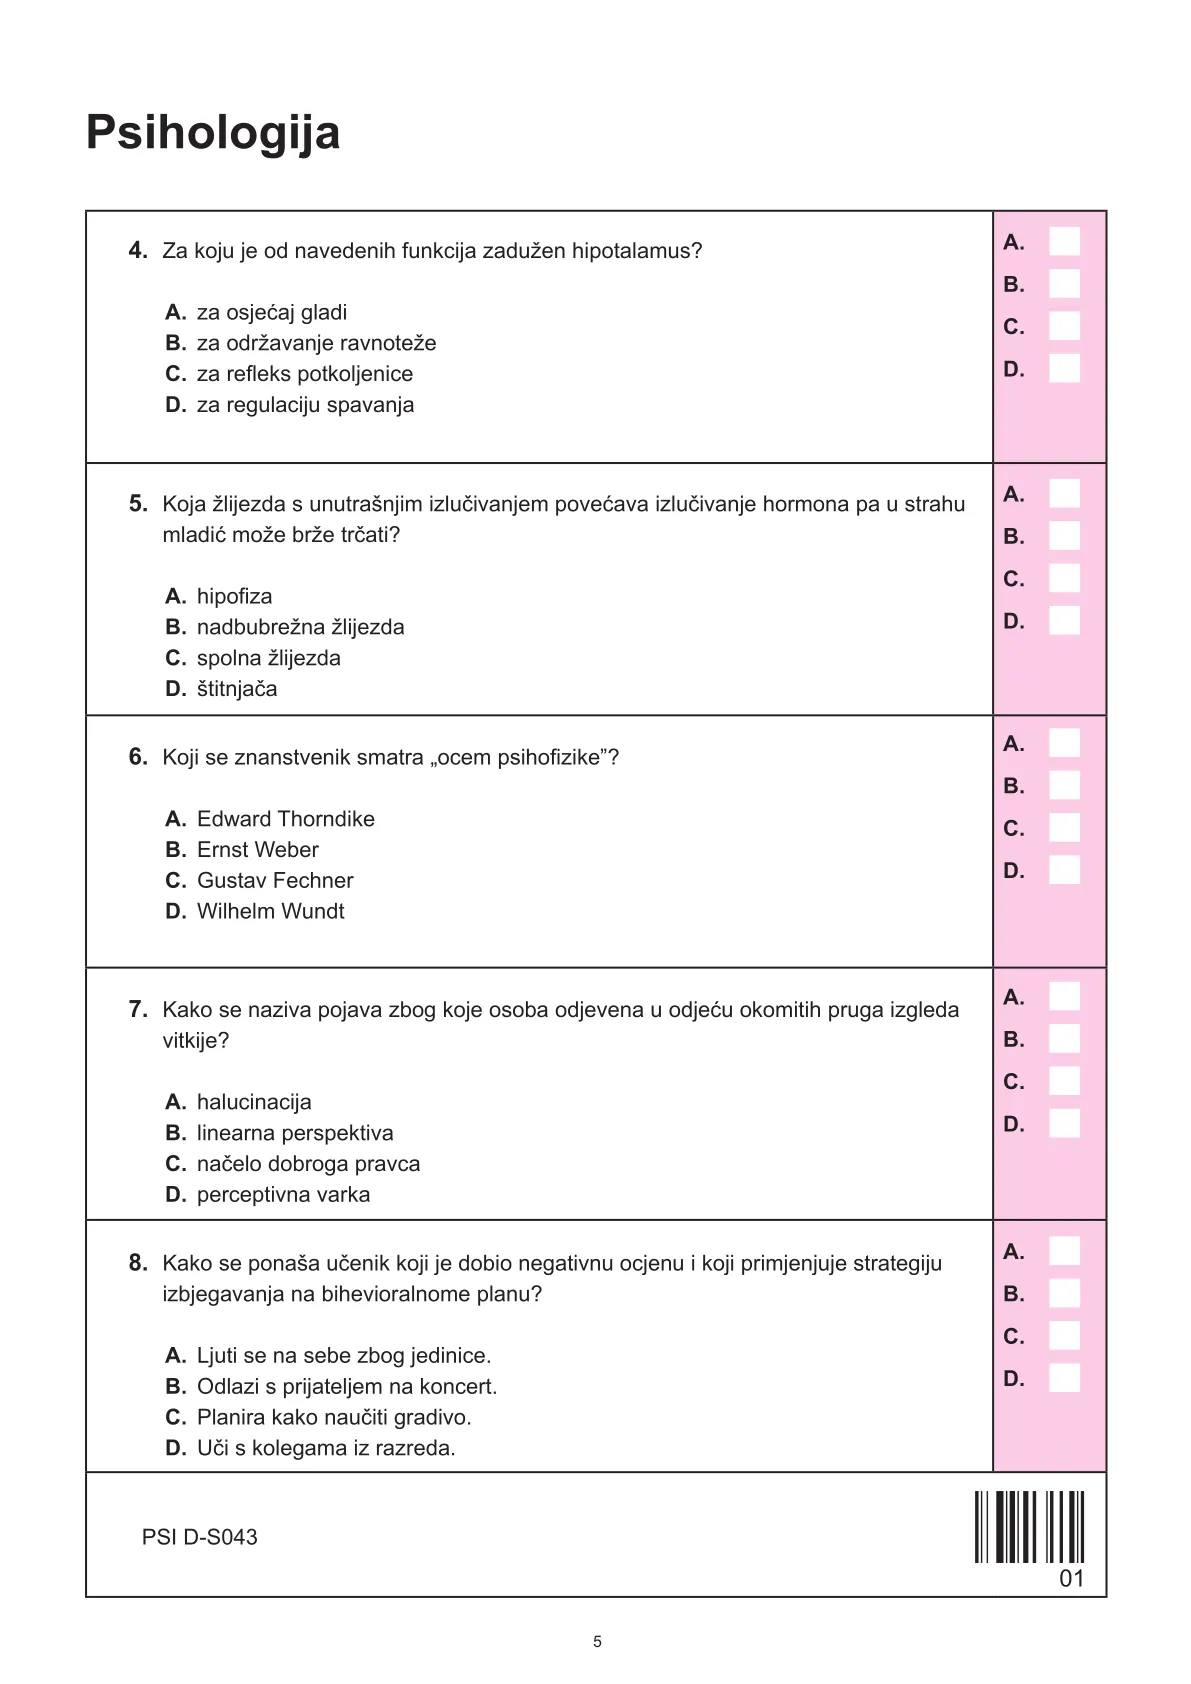 Psihologija
4. Za koju je od navedenih funkcija zadužen hipotalamus?
A. za osjećaj gladi
B. za održavanje ravnoteže
C. za refleks potkoljenice
D. za regulaciju spavanja
A.
B.
C.
D.
5. Koja žlijezda s unutrašnjim izlučivanjem povećava izlučivanje hormona pa u strahu
mladić može brže trčati?
A. hipofiza
B. nadbubrežna žlijezda
C. spolna žlijezda
D. štitnjača
A.
B.
C.
D.
6. Koji se znanstvenik smatra „ocem psihofizike”?
A. Edward Thorndike
B. Ernst Weber
C. Gustav Fechner
D. Wilhelm Wundt
A.
B.
C.
D.
7. Kako se naziva pojava zbog koje osoba odjevena u odjeću okomitih pruga izgleda
vitkije?
A. halucinacija
B. linearna perspektiva
C. načelo dobroga pravca
D. perceptivna varka
A.
B.
C.
D.
8. Kako se ponaša učenik koji je dobio negativnu ocjenu i koji primjenjuje strategiju
izbjegavanja na bihevioralnome planu?
A. Ljuti se na sebe zbog jedinice.
B. Odlazi s prijateljem na koncert.
C. Planira kako naučiti gradivo.
D. Uči s kolegama iz razreda.
A.
B.
C.
D.
PSI D-S043
01
5